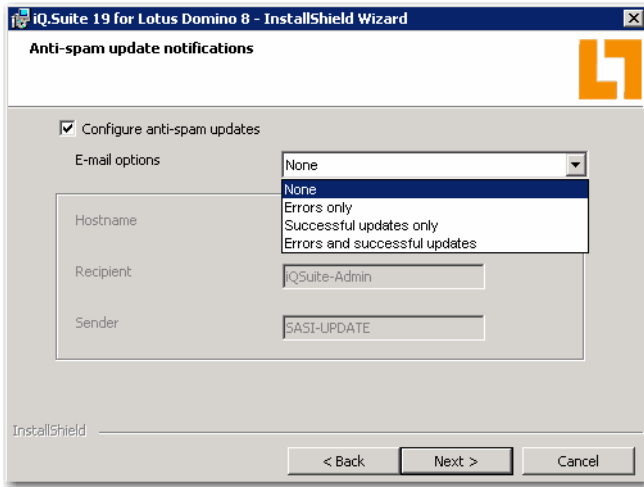 iQ.Suite 19 for Lotus Domino 8 - InstallShield Wizard
Anti-spam update notifications
Configure anti-spam updates
E-mail options
None
None
Errors only
Successful updates only
Errors and successful updates
Hostname
Recipient
iQSuite-Admin
Sender
SASI-UPDATE
InstallShield
< Back
Next >
Cancel